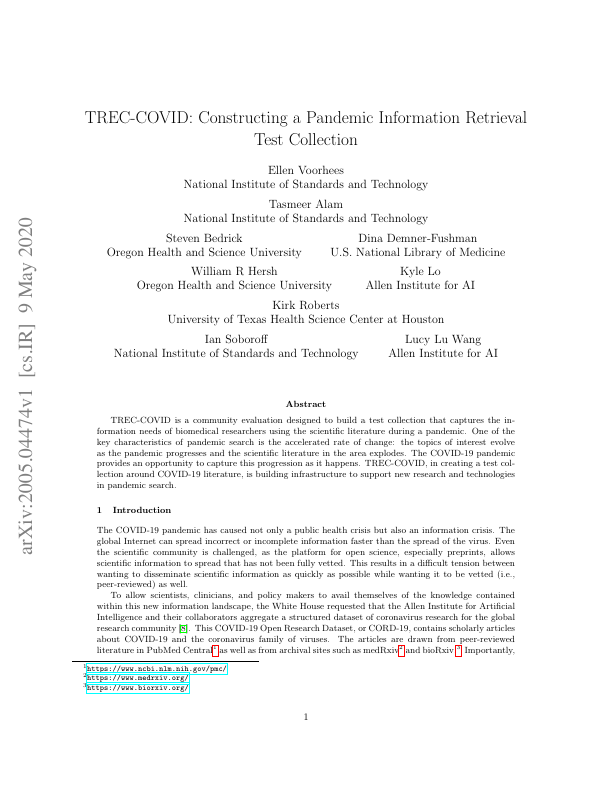 TREC-COVID: Constructing a Pandemic Information Retrieval
Test Collection
Ellen Voorhees
National Institute of Standards and Technology
Tasmeer Alam
National Institute of Standards and Technology
Steven Bedrick
Oregon Health and Science University
Dina Demner-Fushman
U.S. National Library of Medicine
William R Hersh
Oregon Health and Science University
Kyle Lo
Allen Institute for AI
Kirk Roberts
University of Texas Health Science Center at Houston
Ian Soboroff
National Institute of Standards and Technology
Lucy Lu Wang
Allen Institute for AI
arXiv:2005.04474v1 [cs.IR] 9 May 2020
Abstract
TREC-COVID is a community evaluation designed to build a test collection that captures the in-
formation needs of biomedical researchers using the scientific literature during a pandemic. One of the
key characteristics of pandemic search is the accelerated rate of change: the topics of interest evolve
as the pandemic progresses and the scientific literature in the area explodes. The COVID-19 pandemic
provides an opportunity to capture this progression as it happens. TREC-COVID, in creating a test col-
lection around COVID-19 literature, is building infrastructure to support new research and technologies
in pandemic search.
1 Introduction
The COVID-19 pandemic has caused not only a public health crisis but also an information crisis. The
global Internet can spread incorrect or incomplete information faster than the spread of the virus. Even
the scientific community is challenged, as the platform for open science, especially preprints, allows
scientific information to spread that has not been fully vetted. This results in a difficult tension between
wanting to disseminate scientific information as quickly as possible while wanting it to be vetted (i.e.,
peer-reviewed) as well.
To allow scientists, clinicians, and policy makers to avail themselves of the knowledge contained
within this new information landscape, the White House requested that the Allen Institute for Artificial
Intelligence and their collaborators aggregate a structured dataset of coronavirus research for the global
research community [8]. This COVID-19 Open Research Dataset, or CORD-19, contains scholarly articles
about COVID-19 and the coronavirus family of viruses. The articles are drawn from peer-reviewed
literature in PubMed Central1 as well as from archival sites such as medRxiv2 and bioRxiv.3 Importantly,
1https://www.ncbi.nlm.nih.gov/pmc/
2https://www.medrxiv.org/
3https://www.biorxiv.org/
1